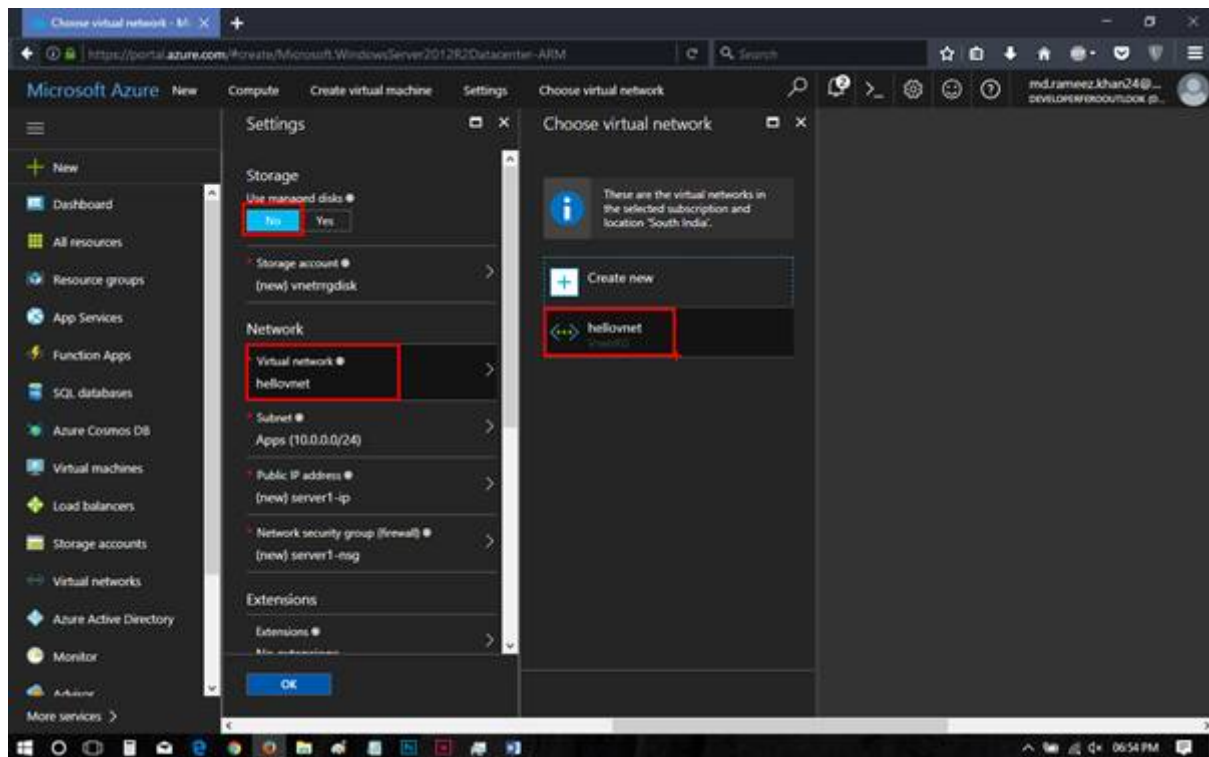 Choose virtual network - Mi
https://portal.azure.com/#create/Microsoft.WindowsServer2012R2Datacenter-ARM
Search
Microsoft Azure
New
Compute
Create virtual machine
Settings
Choose virtual network
md.rameez.khan24@...
New
Dashboard
All resources
Resource groups
App Services
Function Apps
SQL databases
Azure Cosmos DB
Virtual machines
Load balancers
Storage accounts
Virtual networks
Azure Active Directory
Monitor
Advisor
More services
Settings
Storage
Use managed disks
No
Yes
* Storage account
(new) vnetrrgdisk
Network
* Virtual network
hellovnet
* Subnet
Apps (10.0.0.0/24)
* Public IP address
(new) server1-ip
* Network security group (firewall)
(new) server1-nsg
Extensions
Extensions
No extensions
OK
Choose virtual network
These are the virtual networks in
the selected subscription and
location 'South India'.
Create new
hellovnet
06:54 PM